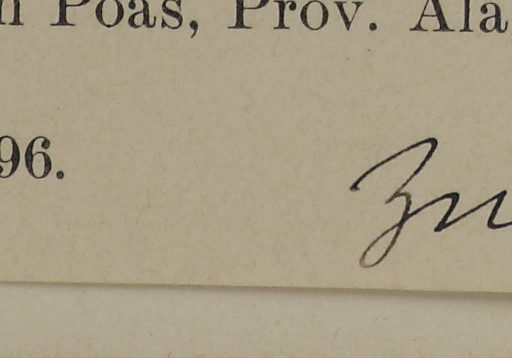 n Poas, Prov. Ala
96.